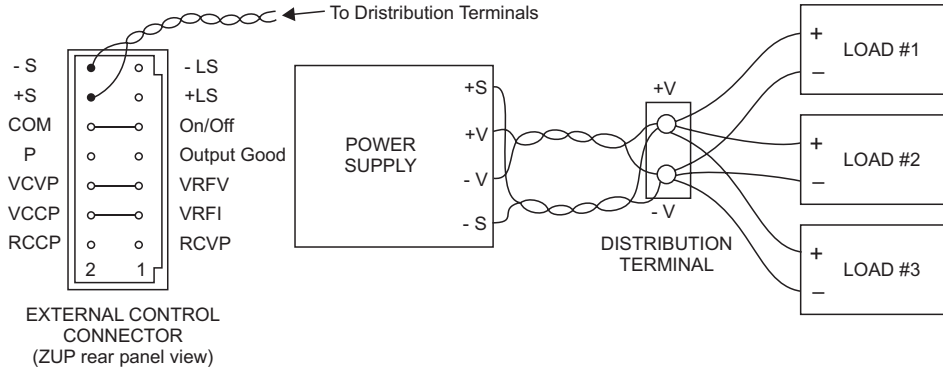 To Distribution Terminals
- S - LS
+S +LS
COM On/Off
P Output Good
VCVP VRFV
VCCP VRFI
RCCP RCVP
2 1
EXTERNAL CONTROL
CONNECTOR
(ZUP rear panel view)
POWER
SUPPLY
+S
+V
- V
- S
+V
- V
DISTRIBUTION
TERMINAL
+
LOAD #1
–
+
LOAD #2
–
+
LOAD #3
–